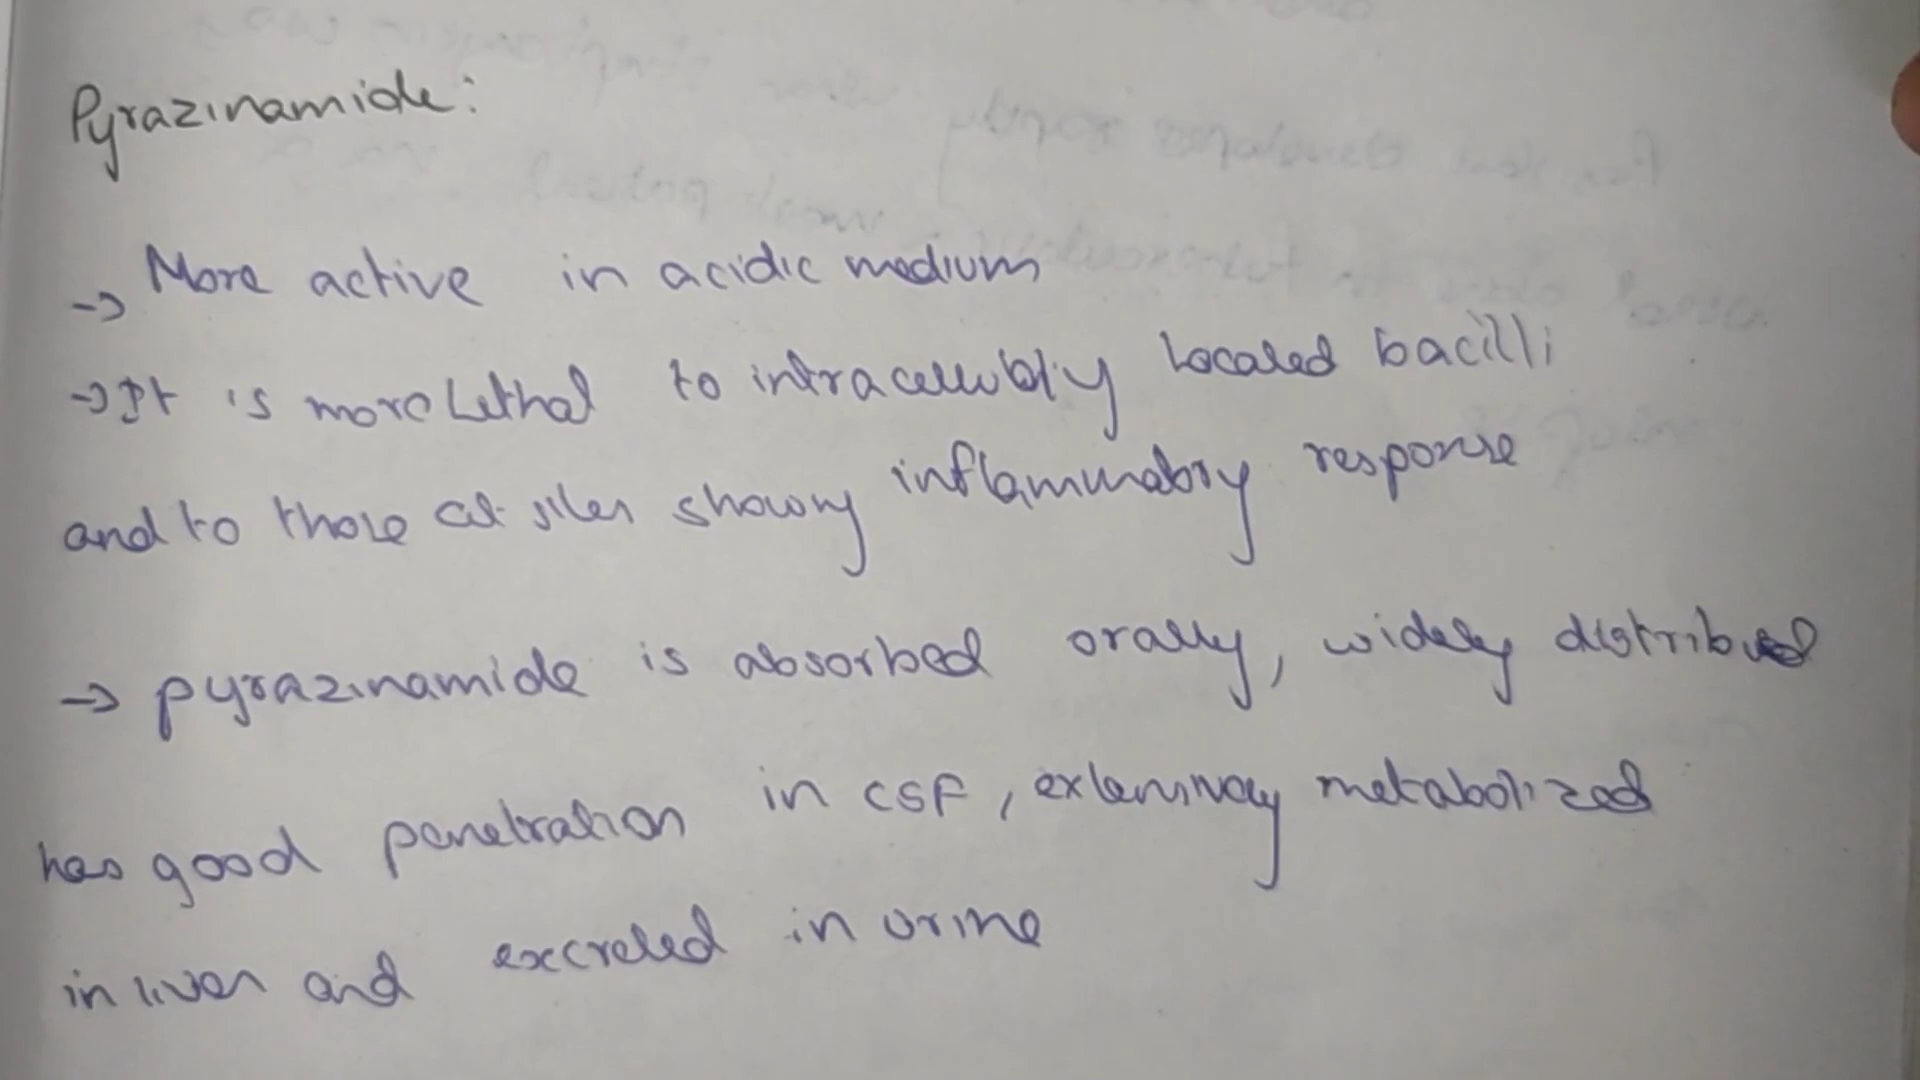 Pyrazinamide:
→ More active in acidic medium
→ It is more Lethal to intracellularly Located bacilli
and to those at sites showing inflammatory response
→ pyrazinamide is absorbed orally, widely distributed
has good penetration in CSF, extensively metabolized
in liver and excreted in urine